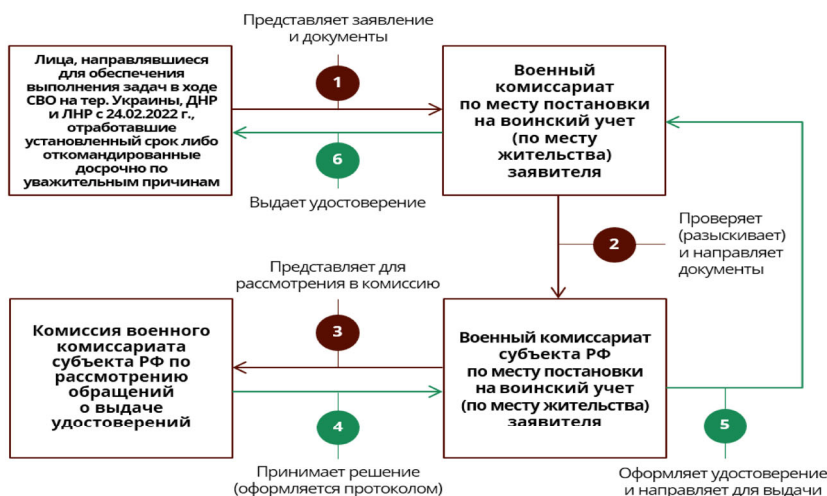 Представляет заявление
и документы
Лица, направлявшиеся
для обеспечения
выполнения задач в ходе
СВО на тер. Украины, ДНР
и ЛНР с 24.02.2022 г.,
отработавшие
установленный срок либо
откомандированные
досрочно по
уважительным причинам
1
6
Выдает удостоверение
Военный
комиссариат
по месту постановки
на воинский учет
(по месту
жительства)
заявителя
2
Проверяет
(разыскивает)
и направляет
документы
Представляет для
рассмотрения в комиссию
3
Комиссия военного
комиссариата
субъекта РФ по
рассмотрению
обращений
о выдаче
удостоверений
4
Принимает решение
(оформляется протоколом)
Военный комиссариат
субъекта РФ
по месту постановки
на воинский учет
(по месту жительства)
заявителя
5
Оформляет удостоверение
и направляет для выдачи